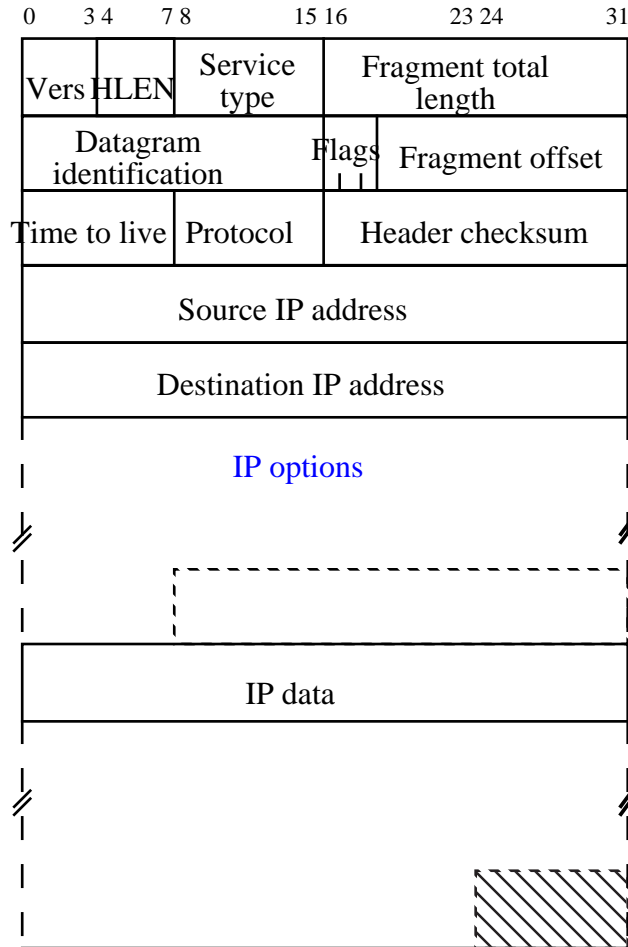 0 3 4 7 8 15 16 23 24 31
Vers HLEN Service type Fragment total length
Datagram identification Flags Fragment offset
Time to live Protocol Header checksum
Source IP address
Destination IP address
IP options
IP data